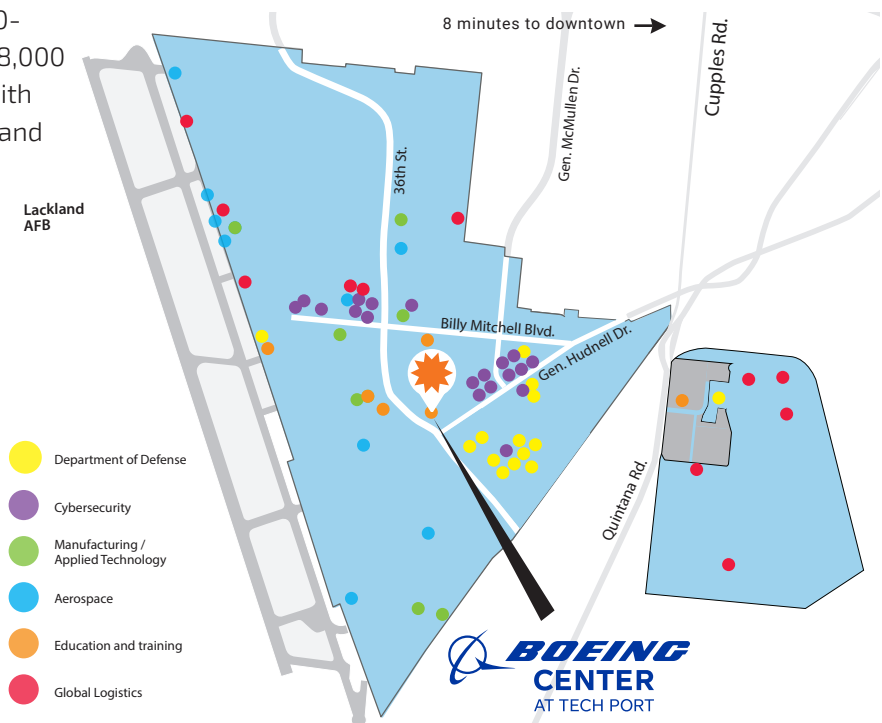 0-
8,000
ith
and
8 minutes to downtown
Cupples Rd.
Gen. McMullen Dr.
36th St.
Lackland
AFB
Billy Mitchell Blvd.
Gen. Hudnell Dr.
Quintana Rd.
Department of Defense
Cybersecurity
Manufacturing /
Applied Technology
Aerospace
Education and training
Global Logistics
BOEING
CENTER
AT TECH PORT